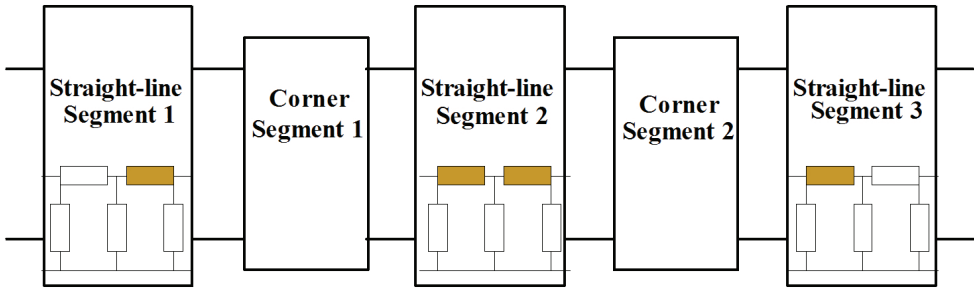 Straight-line
Segment 1
Corner
Segment 1
Straight-line
Segment 2
Corner
Segment 2
Straight-line
Segment 3